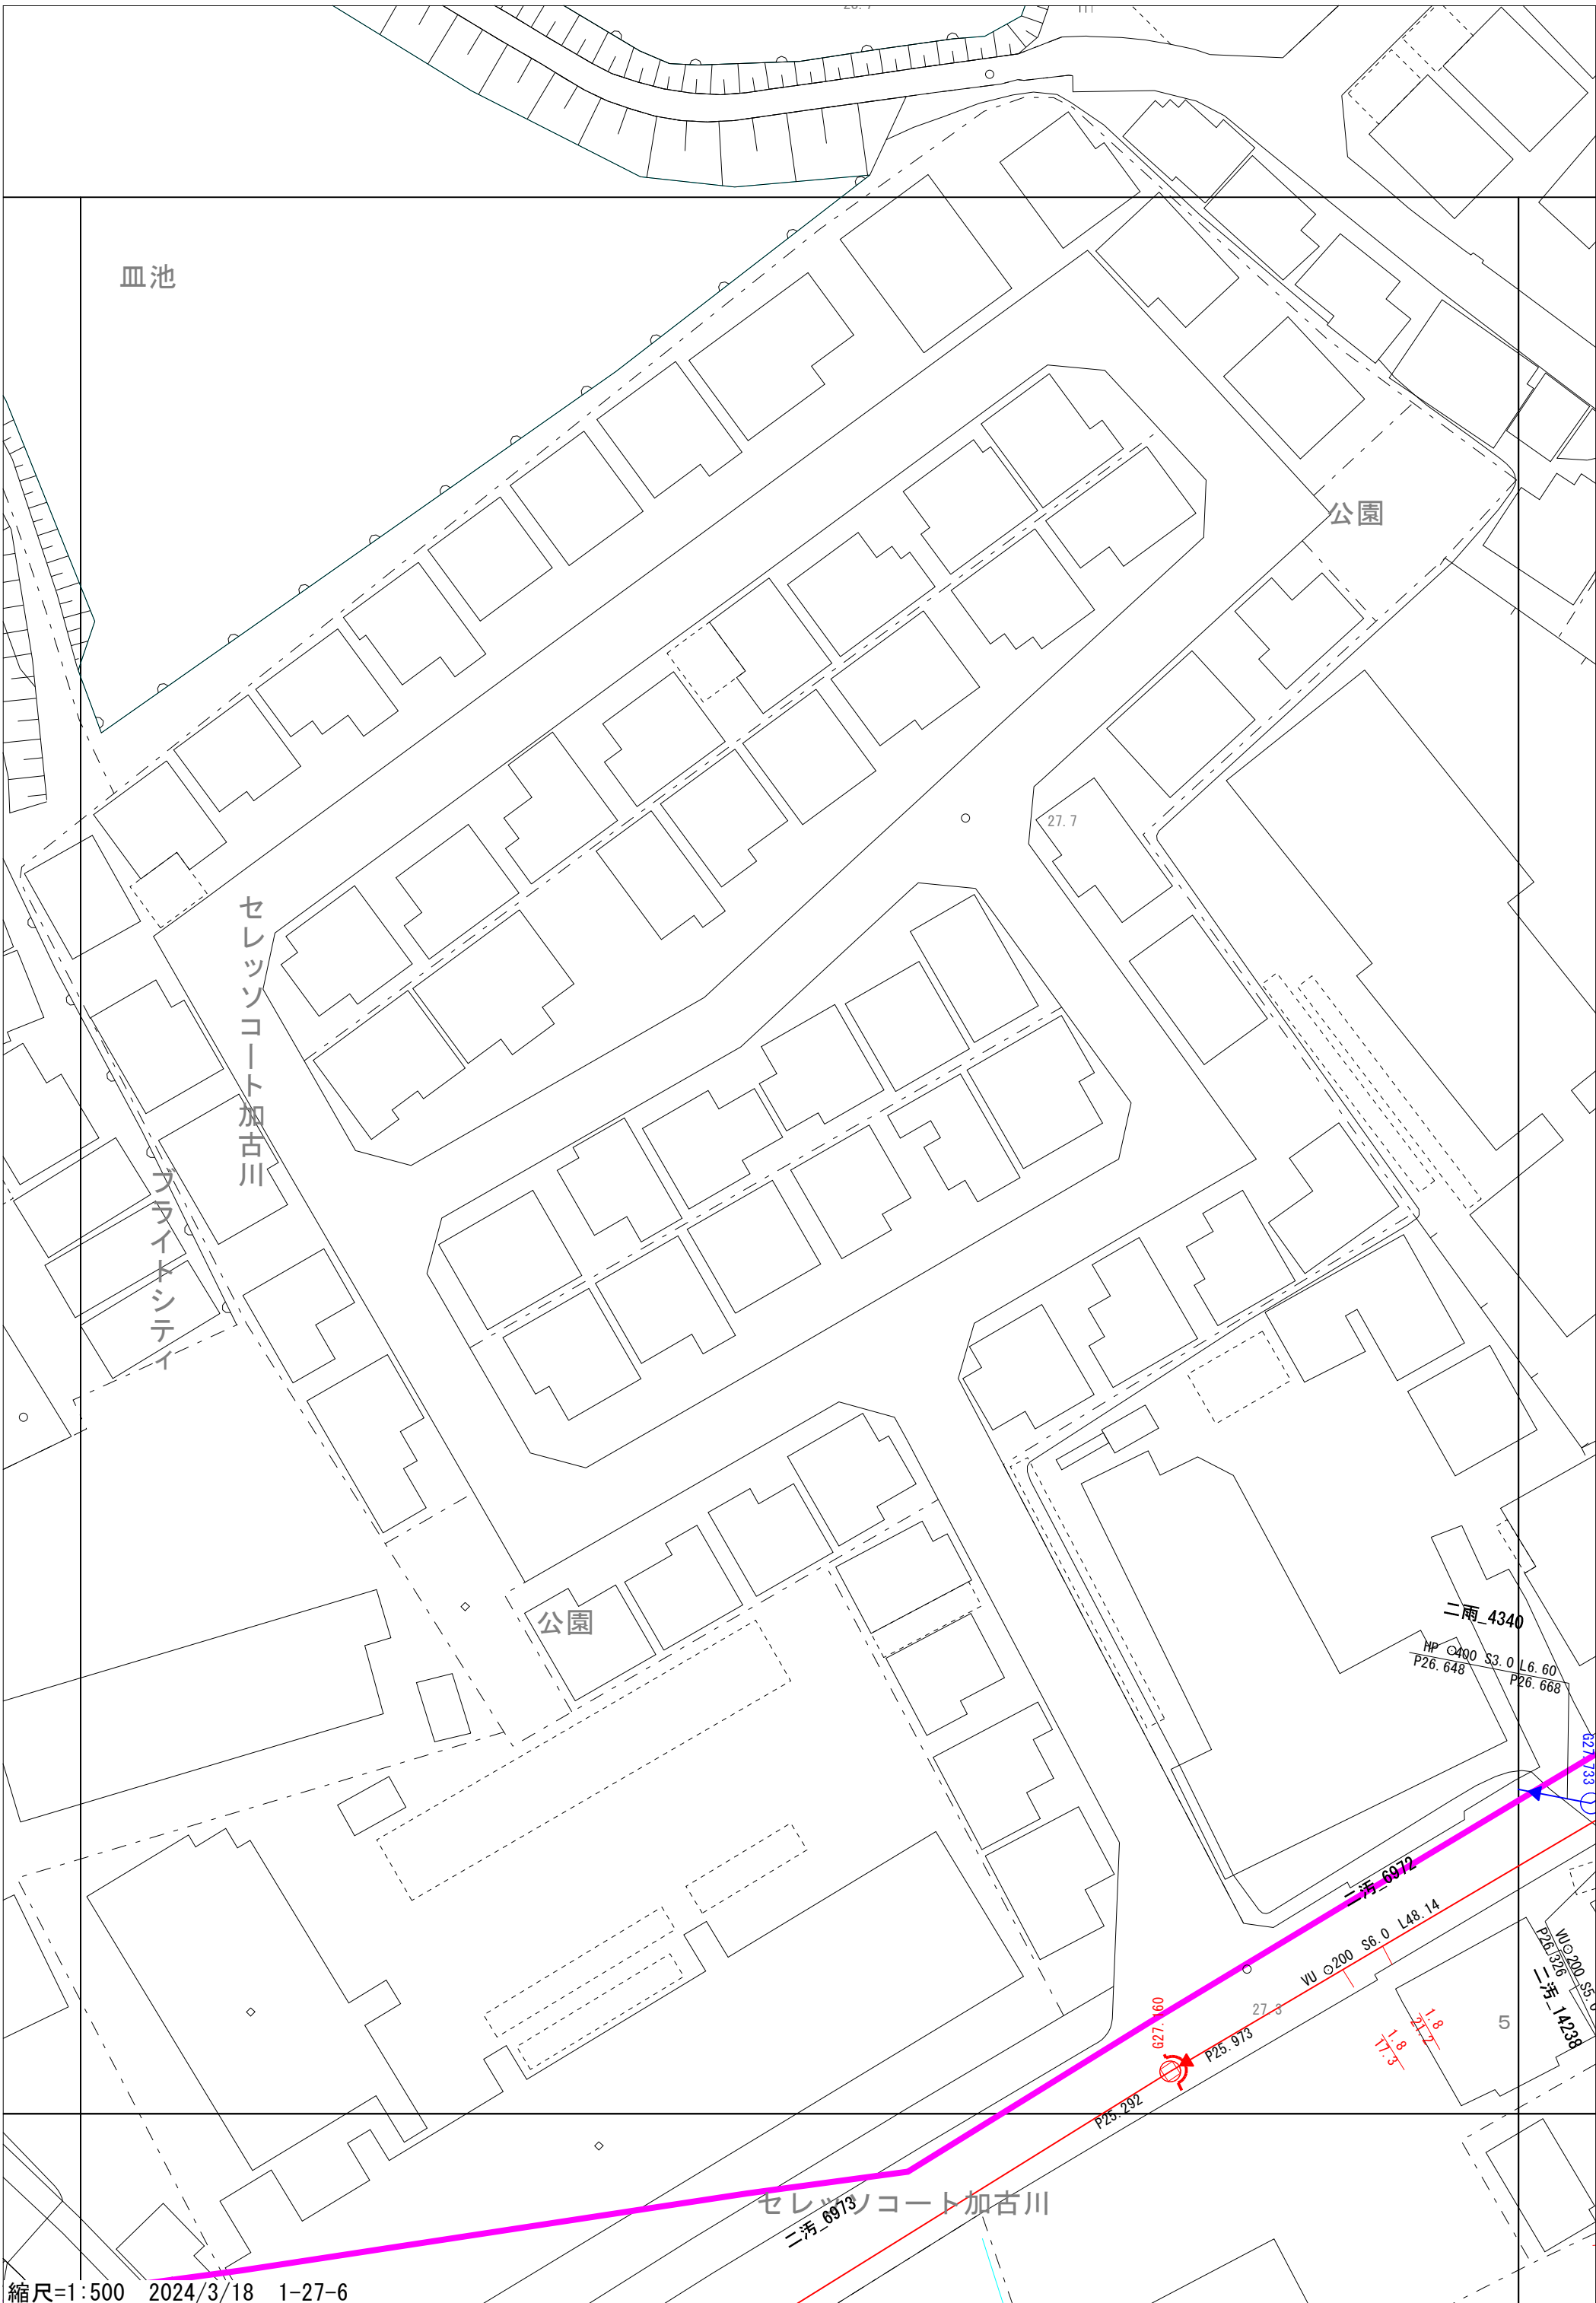 皿池
公園
27.7
セレッソコート加古川
ブライトシティ
公園
二雨_4340
HP ○400 S3.0 L6.60
P26.648
P26.668
G27.733
二汚_6972
VU ○200 S6.0 L48.14
VU○200 S5.
P26.326
二汚_14238
27.3
5
G27.160
1.8
21.2
1.8
17.3
P25.973
P25.292
セレッソコート加古川
二汚_6973
縮尺=1:500 2024/3/18 1-27-6